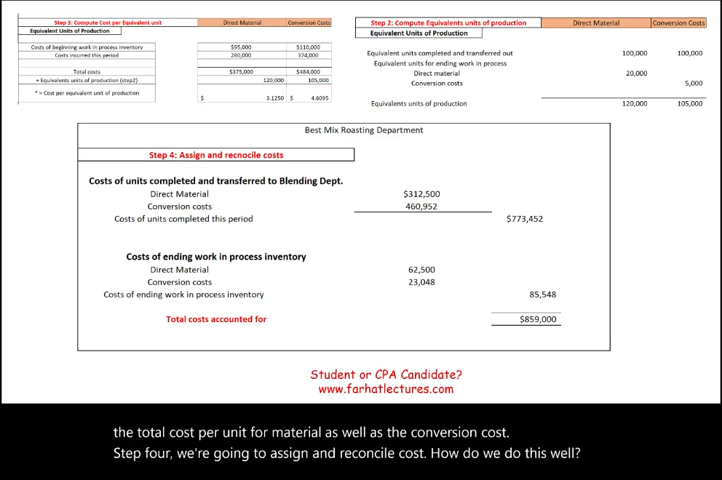 Step 3: Compute Cost per Equivalent unit Direct Material Conversion Costs
Equivalent Units of Production
Costs of beginning work in process inventory $95,000 $110,000
Costs incurred this period 280,000 374,000
Total costs $375,000 $484,000
÷ Equivalents units of production (step2) 120,000 105,000
* = Cost per equivalent unit of production $ 3.1250 $ 4.6095
Step 2: Compute Equivalents units of production Direct Material Conversion Costs
Equivalent Units of Production
Equivalent units completed and transferred out 100,000 100,000
Equivalent units for ending work in process
Direct material 20,000
Conversion costs 5,000
Equivalents units of production 120,000 105,000
Best Mix Roasting Department
Step 4: Assign and recnocile costs
Costs of units completed and transferred to Blending Dept.
Direct Material $312,500
Conversion costs 460,952
Costs of units completed this period $773,452
Costs of ending work in process inventory
Direct Material 62,500
Conversion costs 23,048
Costs of ending work in process inventory 85,548
Total costs accounted for $859,000
Student or CPA Candidate?
www.farhatlectures.com
the total cost per unit for material as well as the conversion cost.
Step four, we're going to assign and reconcile cost. How do we do this well?